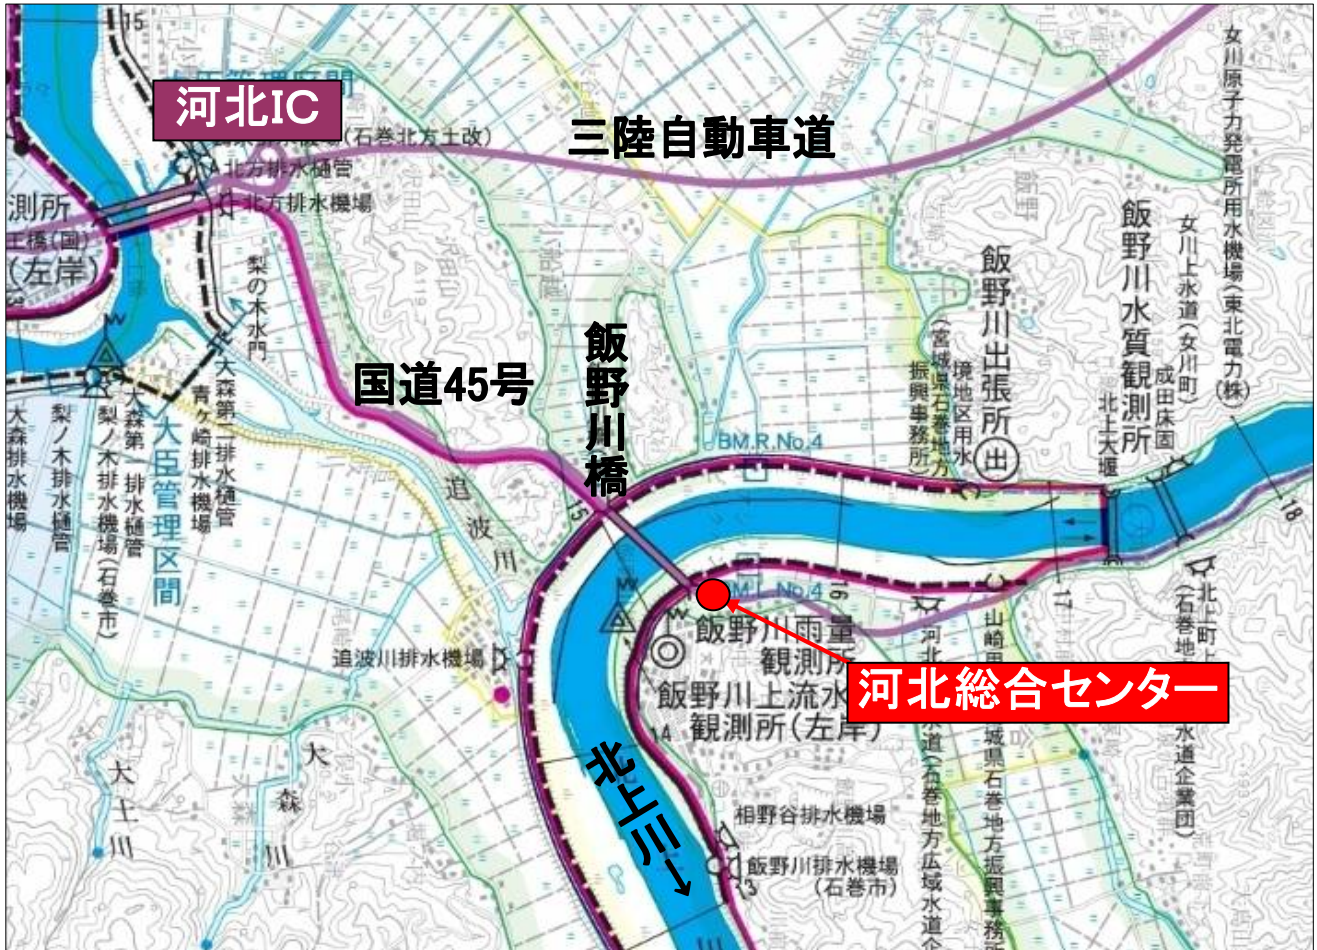 河北IC
(石巻北方土改)
三陸自動車道
北方排水樋管
北方排水機場
測所
(左岸)
梨の木水門
国道45号
飯野川橋
飯野川出張所
出
飯野川水質観測所
女川上水道(女川町)
女川原子力発電所用水機場(東北電力(株)
成田床固
北上大堰
境地区用水
(宮城県石巻地方
振興事務所)
BM.R.No.4
大森第二排水樋管
青ヶ崎排水機場
大臣管理区間
大森第一排水樋管
梨ノ木排水機場(石巻市)
梨ノ木排水樋管
大森排水機場
追波川
15
15
16
17
18
追波川排水機場
飯野川雨量
観測所
飯野川上流水
観測所(左岸)
14
河北総合センター
北上川→
相野谷排水機場
飯野川排水機場
(石巻市)
大森川
大土川
水道企業団)